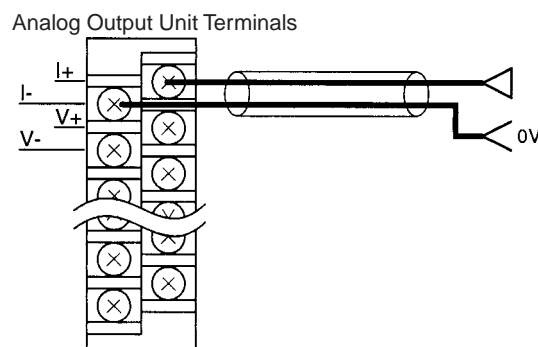 Analog Output Unit Terminals
I+
I-
V+
V-
0V